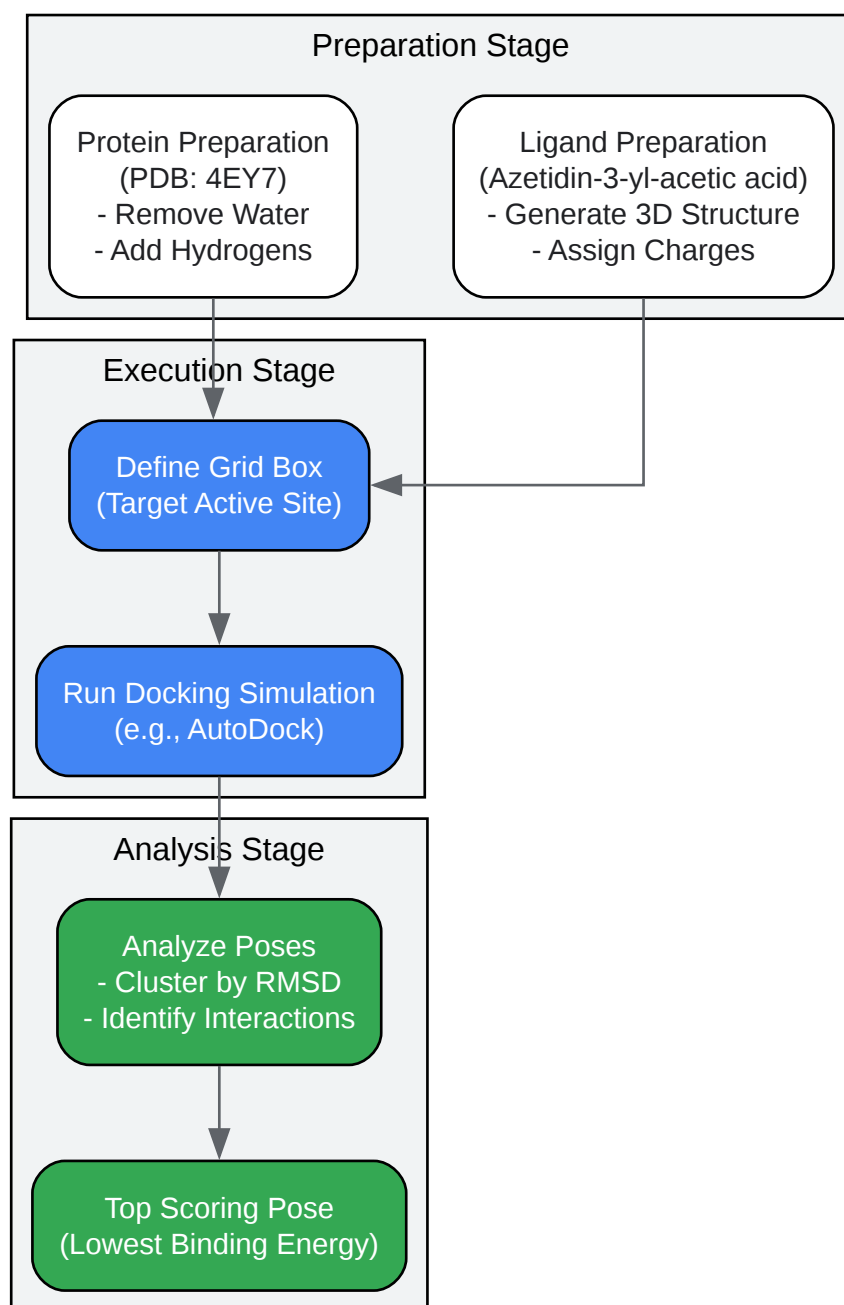 Preparation Stage
Protein Preparation
(PDB: 4EY7)
- Remove Water
- Add Hydrogens
Ligand Preparation
(Azetidin-3-yl-acetic acid)
- Generate 3D Structure
- Assign Charges
Execution Stage
Define Grid Box
(Target Active Site)
Run Docking Simulation
(e.g., AutoDock)
Analysis Stage
Analyze Poses
- Cluster by RMSD
- Identify Interactions
Top Scoring Pose
(Lowest Binding Energy)